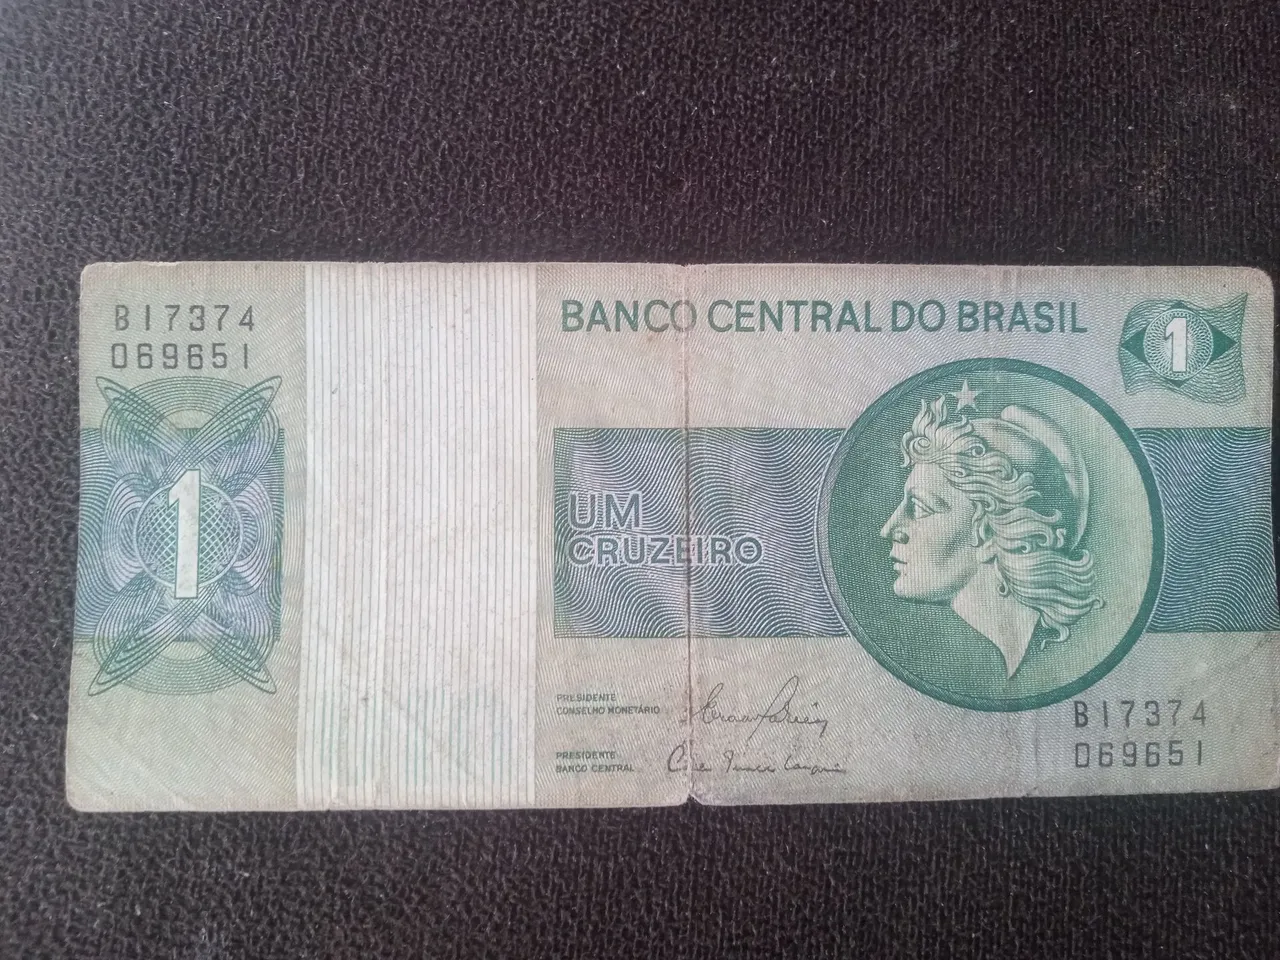 B17374
069651
BANCO CENTRAL DO BRASIL
1
1
UM
CRUZEIRO
PRESIDENTE
CONSELHO MONETÁRIO
PRESIDENTE
BANCO CENTRAL
B17374
069651